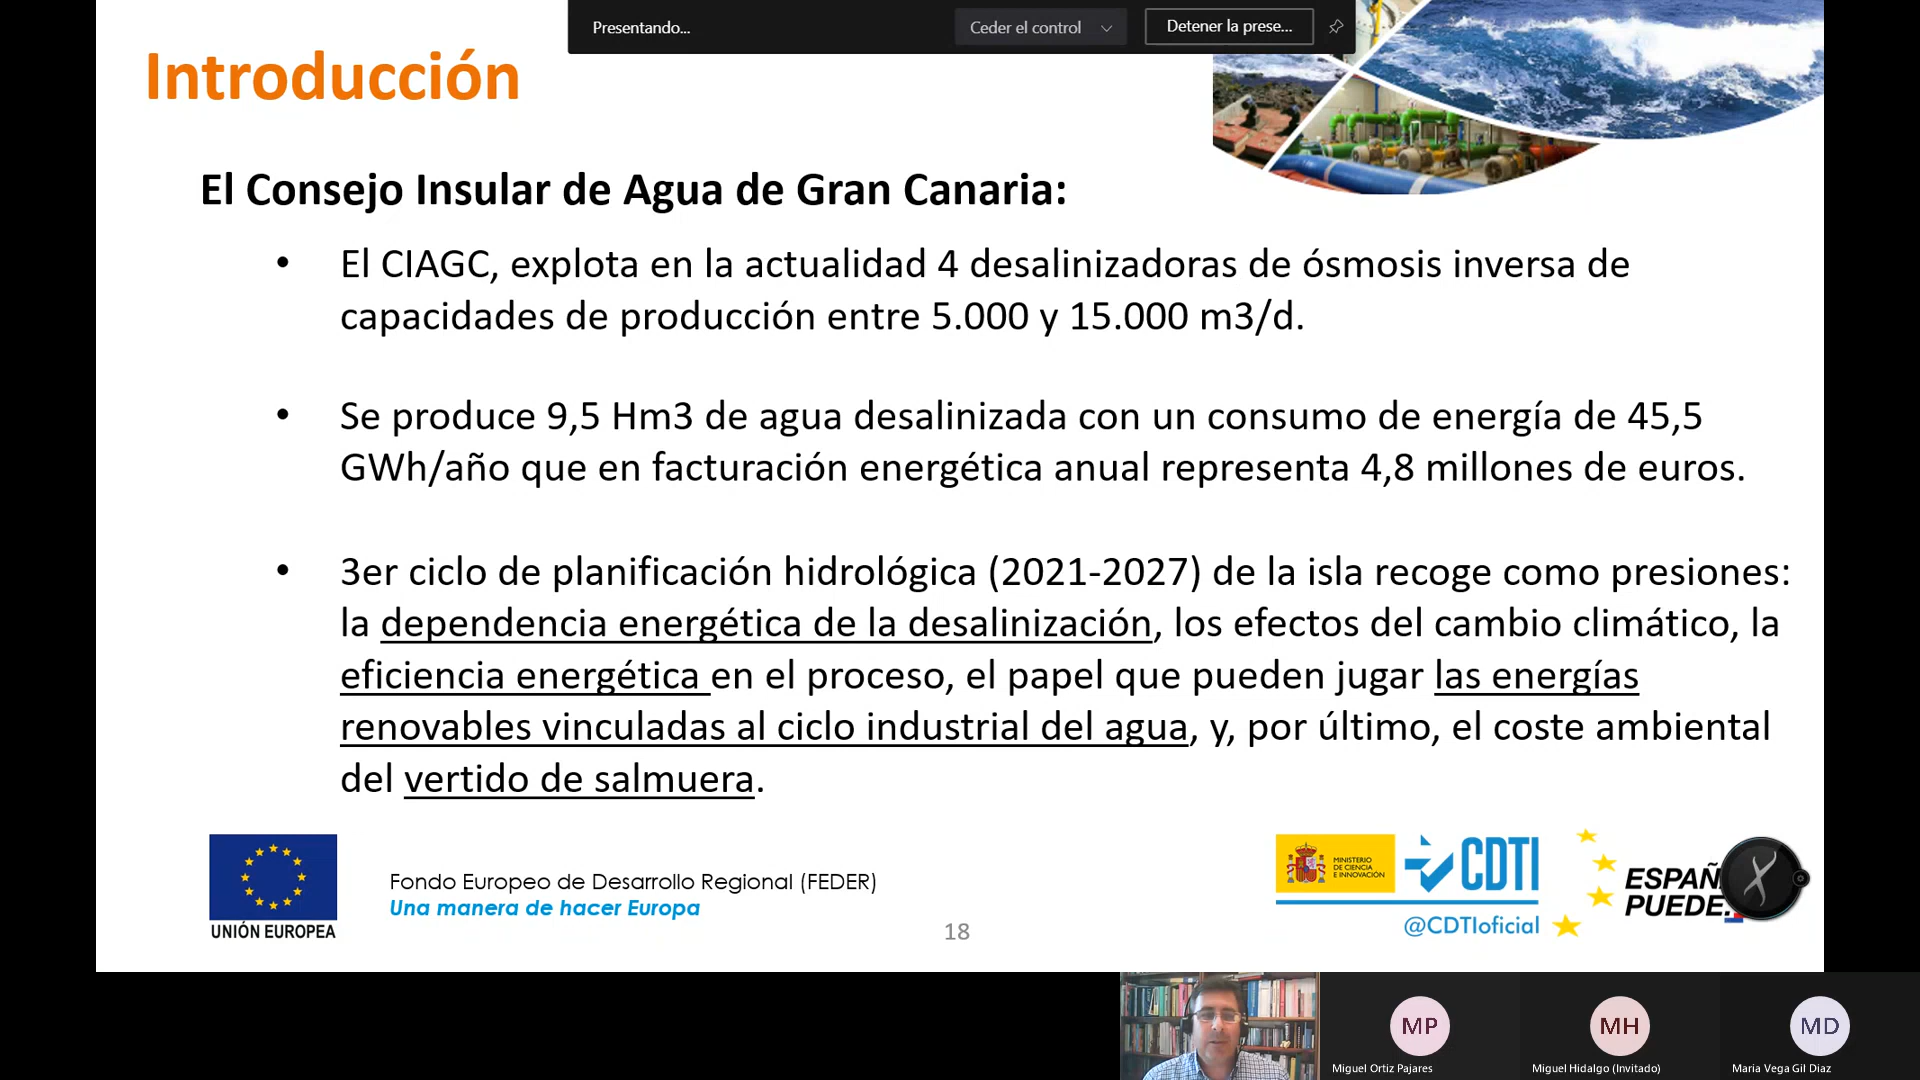 Presentando...
Ceder el control
Detener la prese...
Introducción
El Consejo Insular de Agua de Gran Canaria:
• El CIAGC, explota en la actualidad 4 desalinizadoras de ósmosis inversa de
capacidades de producción entre 5.000 y 15.000 m3/d.
• Se produce 9,5 Hm3 de agua desalinizada con un consumo de energía de 45,5
GWh/año que en facturación energética anual representa 4,8 millones de euros.
• 3er ciclo de planificación hidrológica (2021-2027) de la isla recoge como presiones:
la dependencia energética de la desalinización, los efectos del cambio climático, la
eficiencia energética en el proceso, el papel que pueden jugar las energías
renovables vinculadas al ciclo industrial del agua, y, por último, el coste ambiental
del vertido de salmuera.
UNIÓN EUROPEA
Fondo Europeo de Desarrollo Regional (FEDER)
Una manera de hacer Europa
18
MINISTERIO
DE CIENCIA
E INNOVACIÓN
CDTI
@CDTIoficial
ESPAÑ
PUEDE.
MP
MH
MD
Miguel Ortiz Pajares
Miguel Hidalgo (Invitado)
Maria Vega Gil Diaz